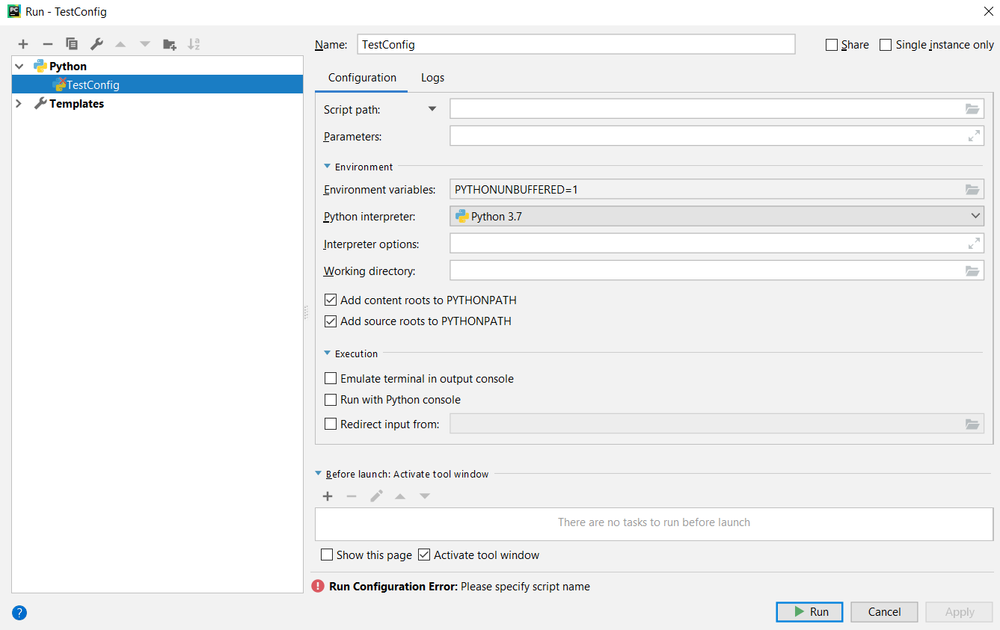 PC Run - TestConfig
Python
TestConfig
Templates
Name: TestConfig Share Single instance only
Configuration Logs
Script path:
Parameters:
Environment
Environment variables: PYTHONUNBUFFERED=1
Python interpreter: Python 3.7
Interpreter options:
Working directory:
Add content roots to PYTHONPATH
Add source roots to PYTHONPATH
Execution
Emulate terminal in output console
Run with Python console
Redirect input from:
Before launch: Activate tool window
There are no tasks to run before launch
Show this page Activate tool window
! Run Configuration Error: Please specify script name
? Run Cancel Apply